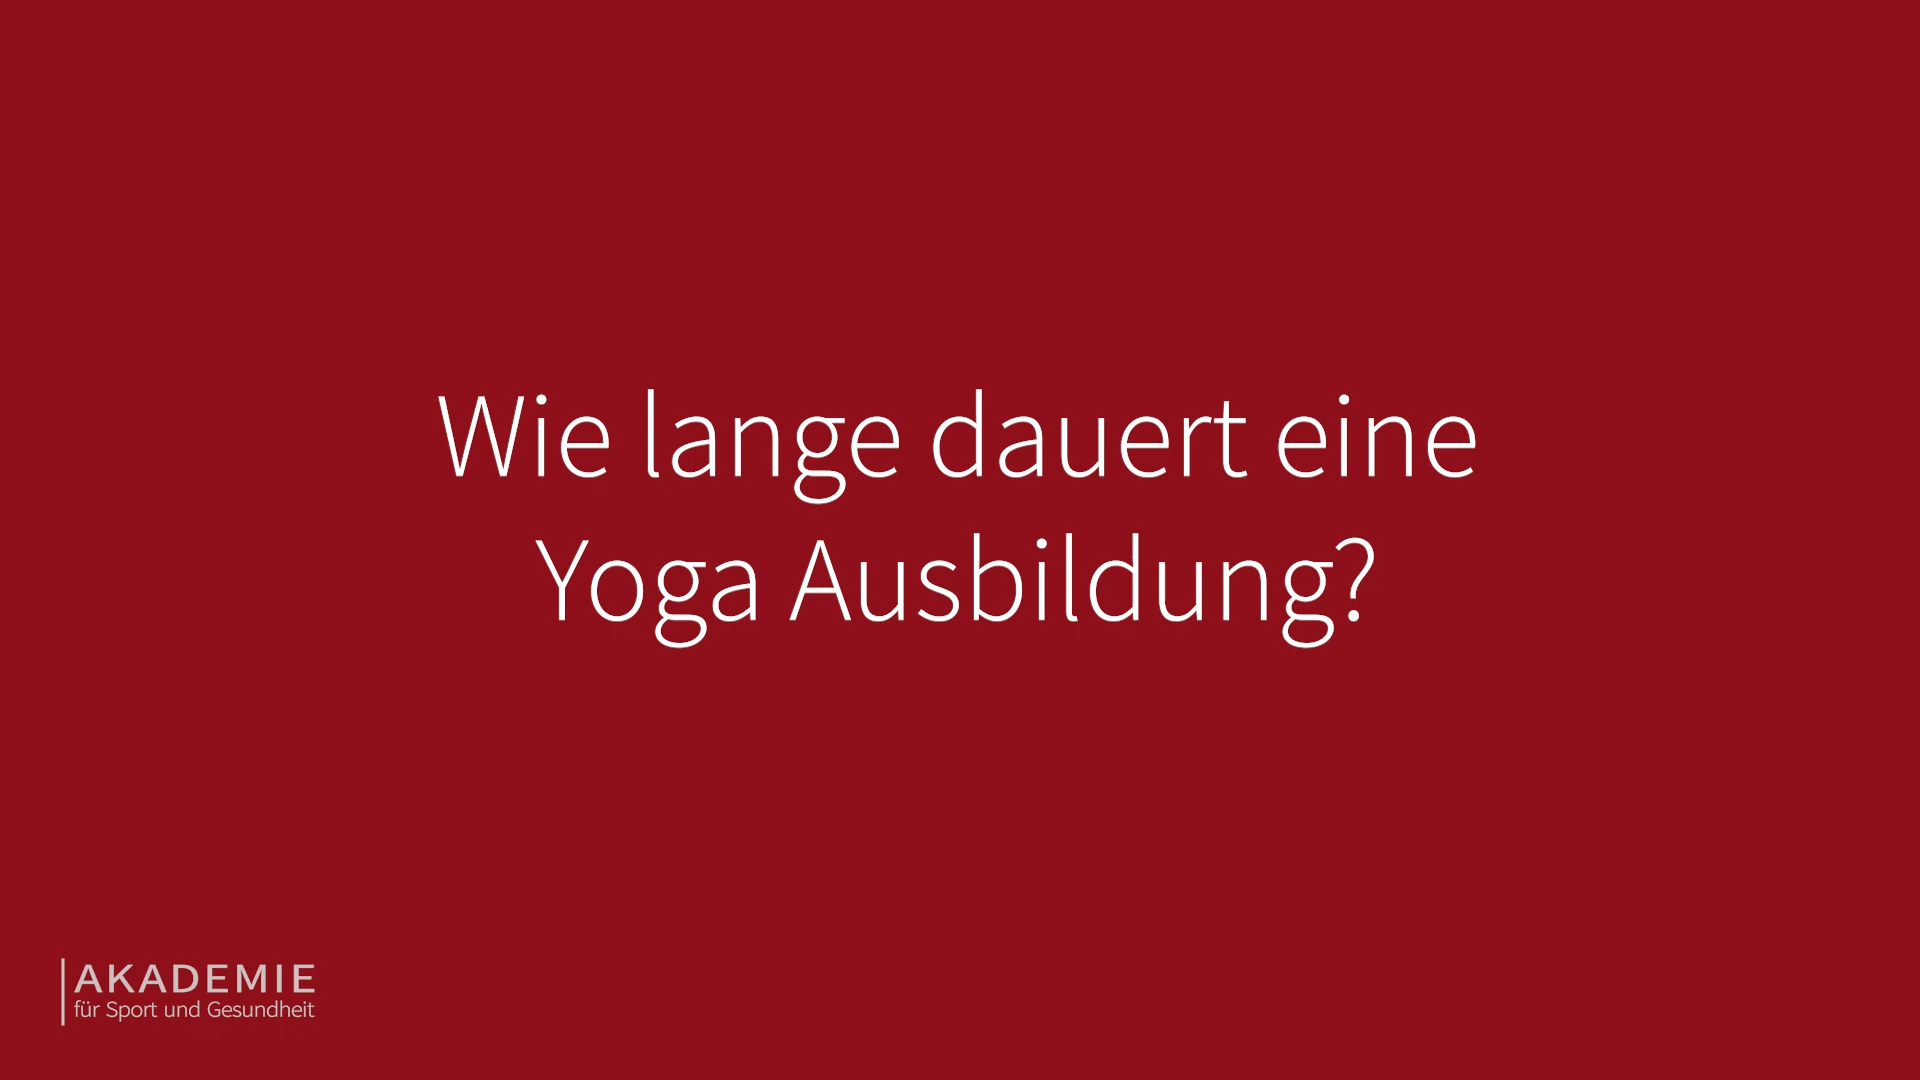 Wie lange dauert eine
Yoga Ausbildung?
AKADEMIE
für Sport und Gesundheit